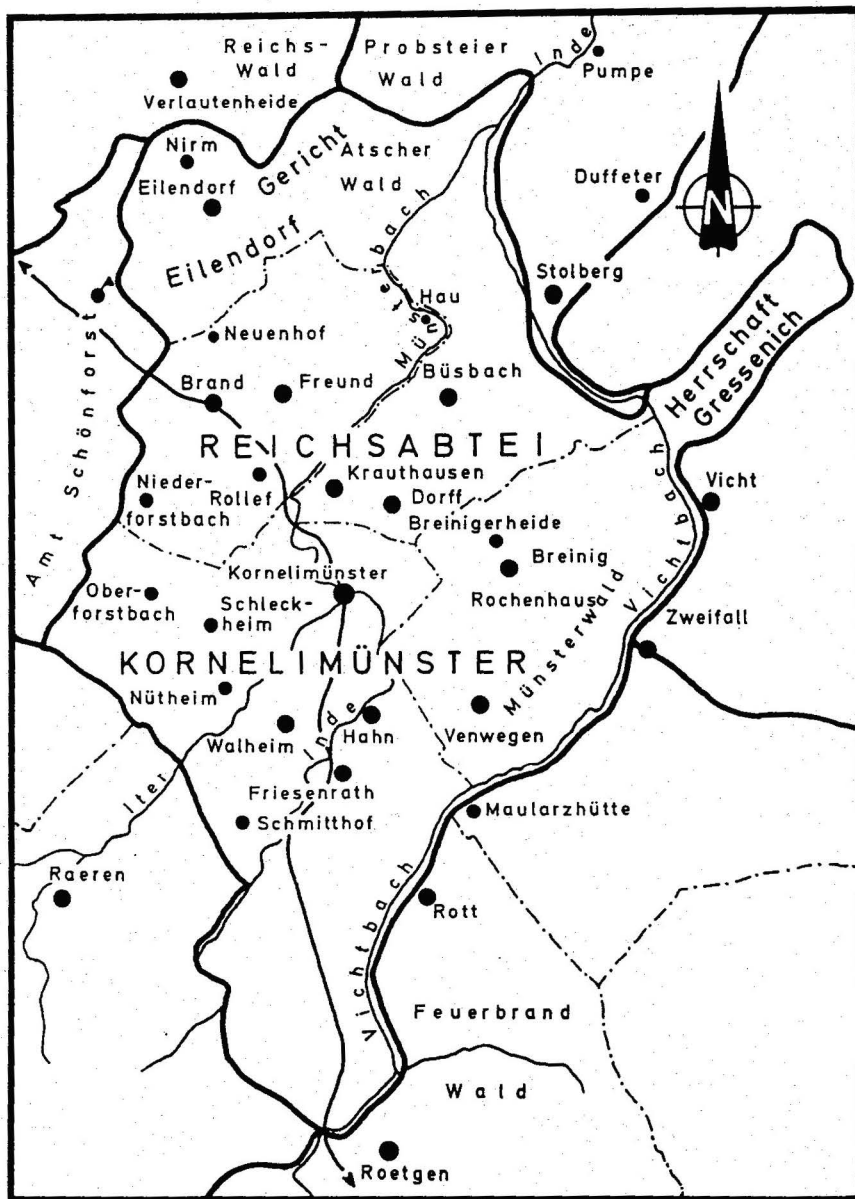 Reichs-
Wald
Probsteier
Wald
Inde
Pumpe
Verlautenheide
Nirm
Eilendorf
Eilendorf Gericht
Atscher
Wald
Münsterbach
Duffeter
N
Stolberg
Hau
Neuenhof
Herrschaft
Gressenich
Brand
Freund
Büsbach
Amt Schönforst
REICHSABTEI
Nieder-
forstbach
Rollef
Krauthausen
Dorff
Breinigerheide
Vicht
Vichtbach
Breinig
Kornelimünster
Ober-
forstbach
Schleck-
heim
Rochenhaus
Münsterwald
Zweifall
KORNELIMÜNSTER
Nütheim
Walheim
Inde
Hahn
Venwegen
Iter
Friesenrath
Schmitthof
Maularzhütte
Raeren
Rott
Vichtbach
Feuerbrand
Wald
Roetgen